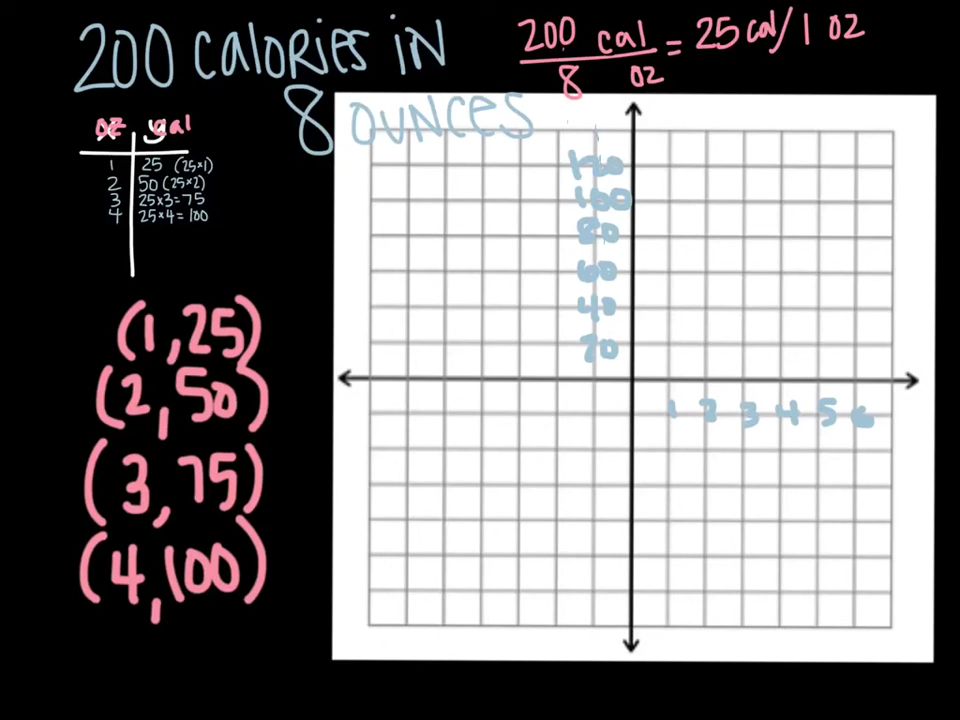 200 calories in
8 ounces
200 cal / 8 oz = 25 cal / 1 oz
oz cal
1 25 (25×1)
2 50 (25×2)
3 25×3=75
4 25×4=100
(1,25)
(2,50)
(3,75)
(4,100)
120
100
80
60
40
20
1 2 3 4 5 6